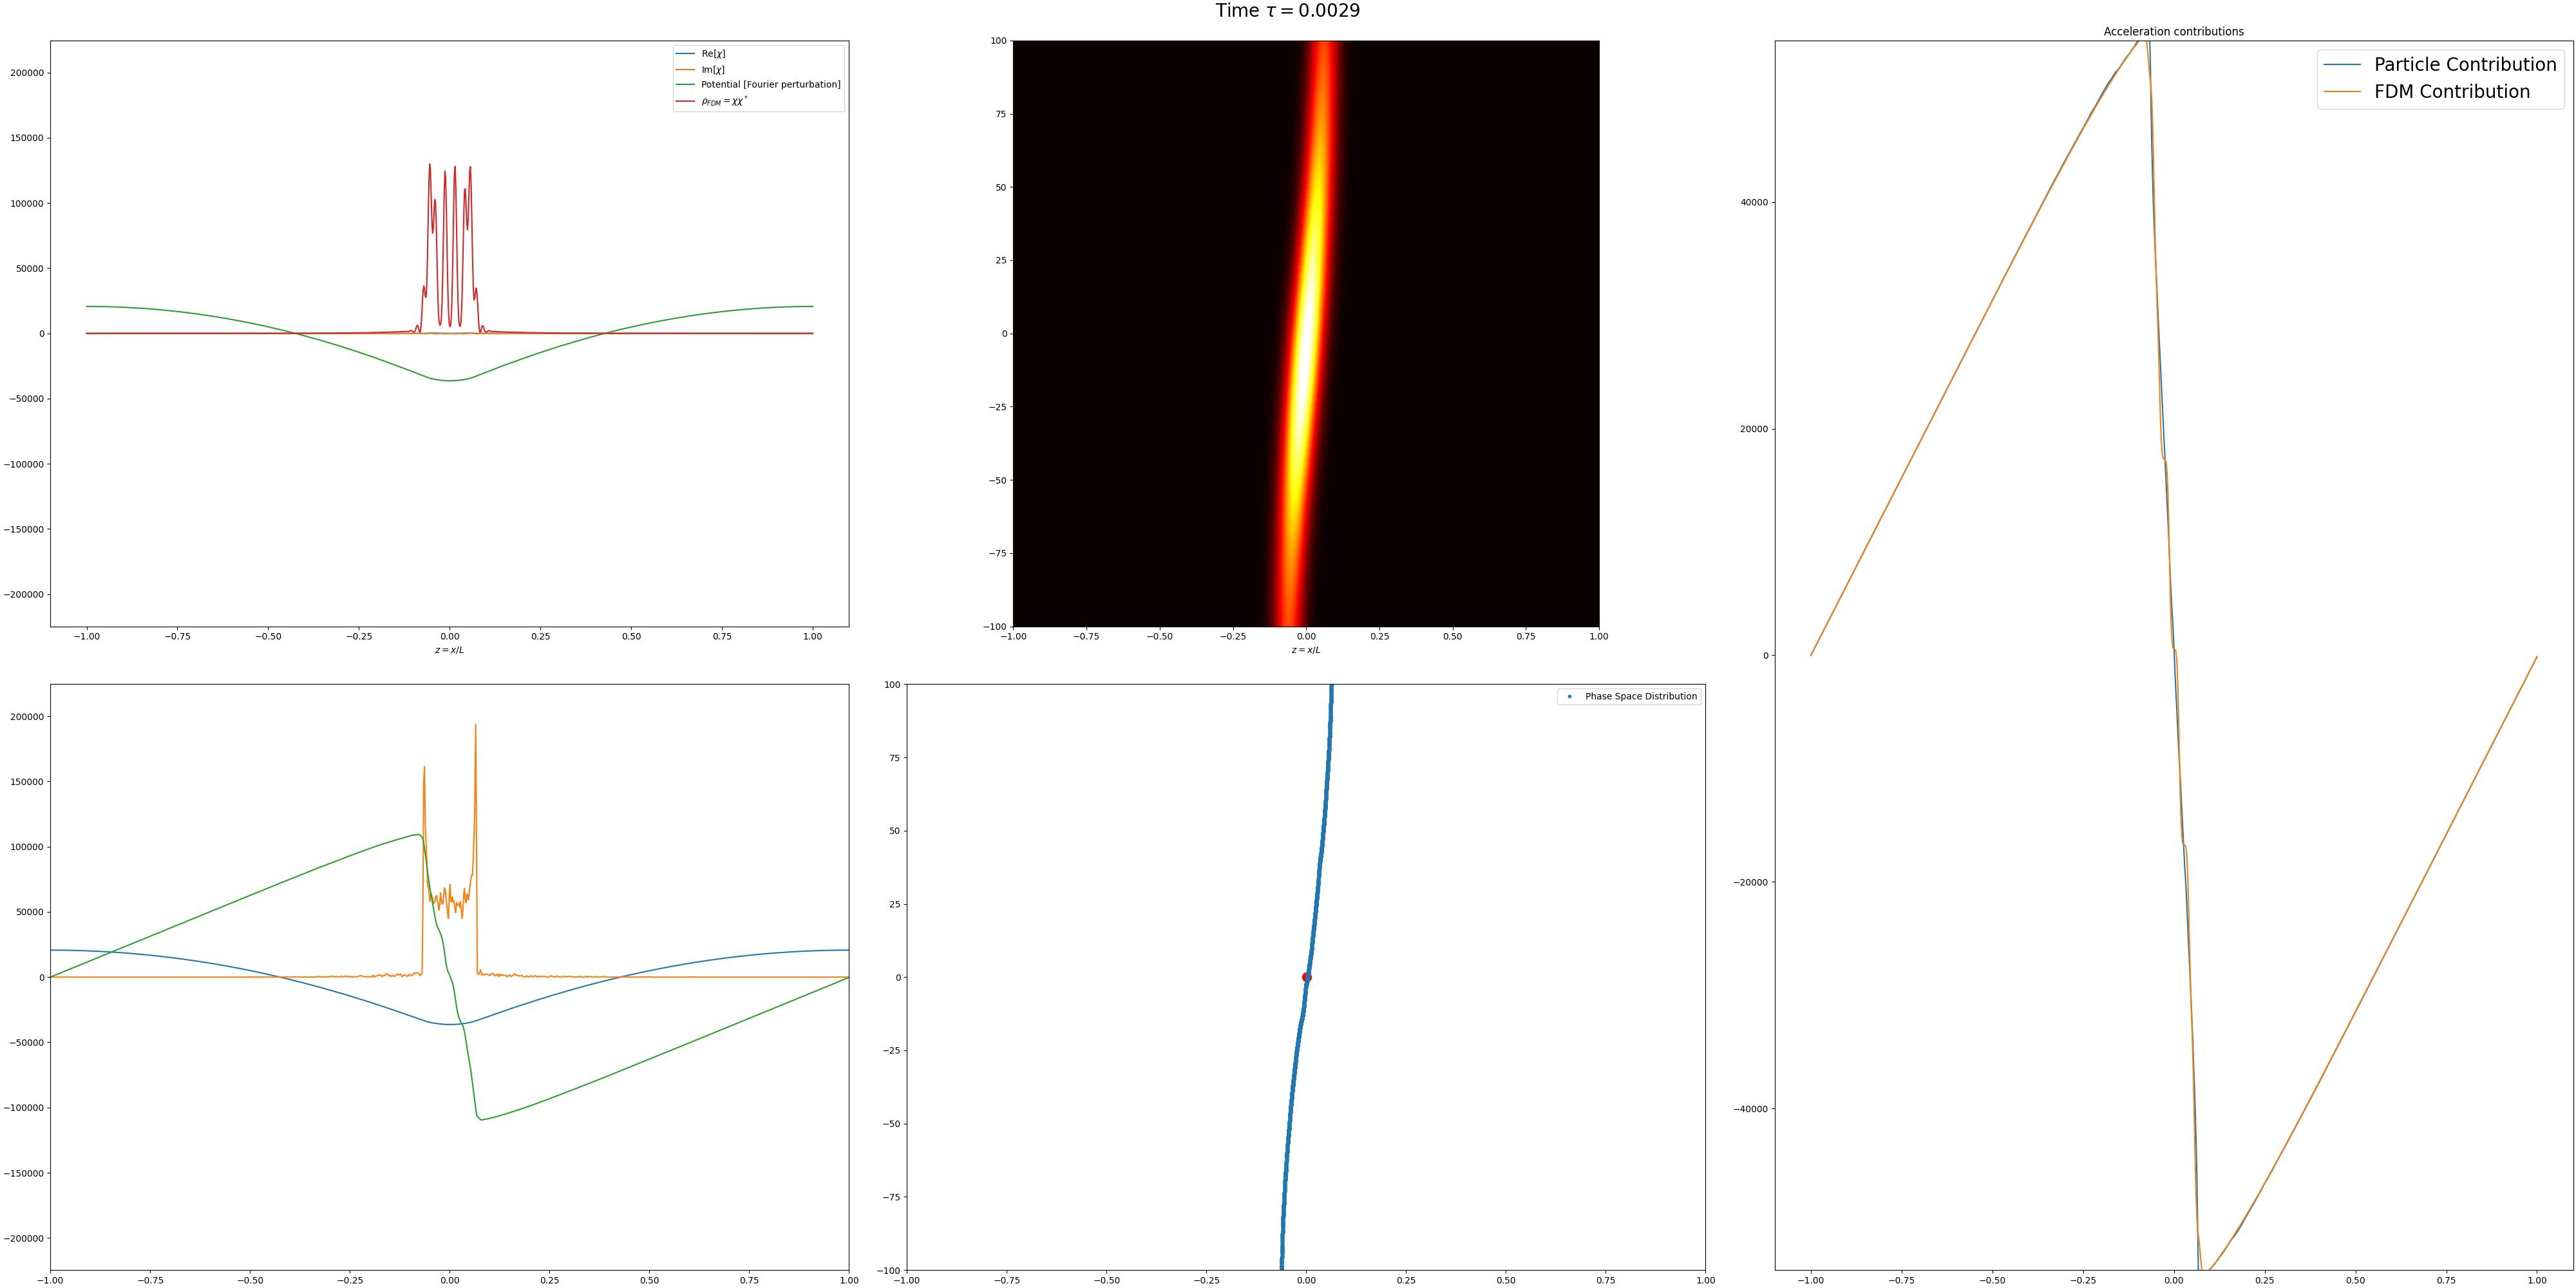 Time τ = 0.0029
200000
150000
100000
50000
0
−50000
−100000
−150000
−200000
−1.00 −0.75 −0.50 −0.25 0.00 0.25 0.50 0.75 1.00
z = x/L
Re[χ]
Im[χ]
Potential [Fourier perturbation]
ρFDM = χχ*
100
75
50
25
0
−25
−50
−75
−100
−1.00 −0.75 −0.50 −0.25 0.00 0.25 0.50 0.75 1.00
z = x/L
Acceleration contributions
Particle Contribution
FDM Contribution
40000
20000
0
−20000
−40000
−1.00 −0.75 −0.50 −0.25 0.00 0.25 0.50 0.75 1.00
200000
150000
100000
50000
0
−50000
−100000
−150000
−200000
−1.00 −0.75 −0.50 −0.25 0.00 0.25 0.50 0.75 1.00
Phase Space Distribution
100
75
50
25
0
−25
−50
−75
−100
−1.00 −0.75 −0.50 −0.25 0.00 0.25 0.50 0.75 1.00